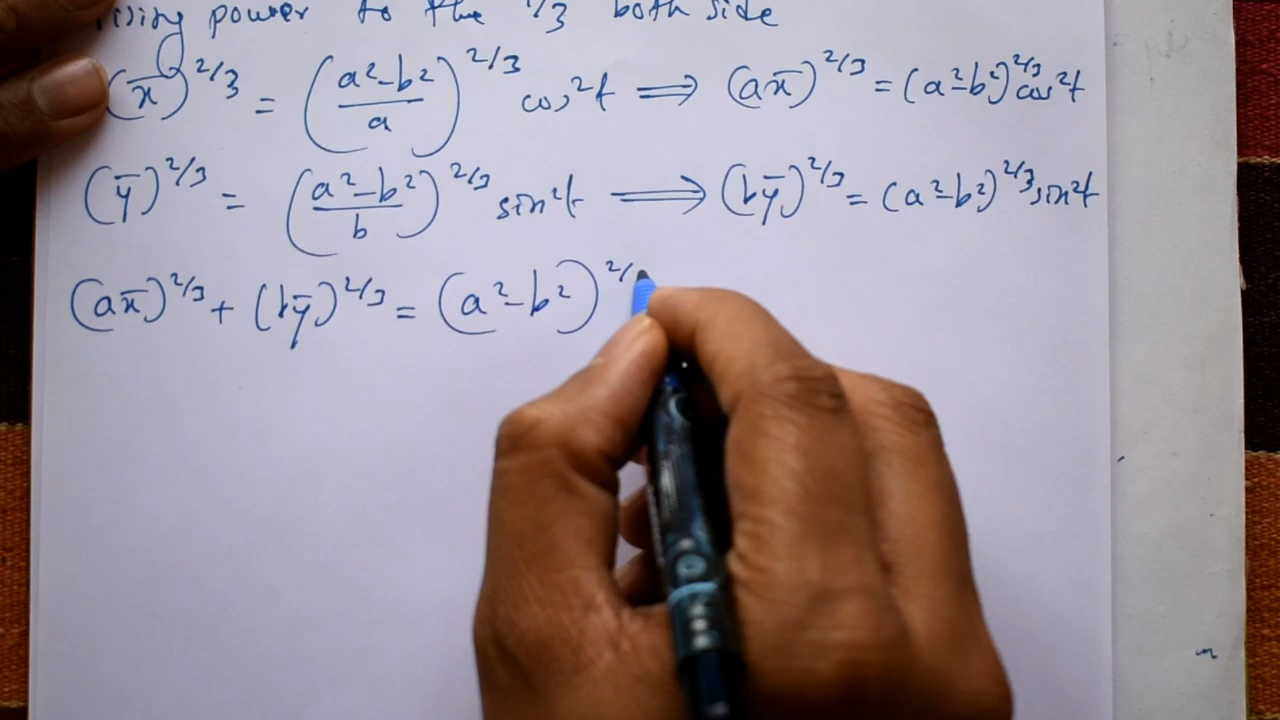 power to the 1/3 both side
(x̄)^2/3 = ((a²-b²)/a)^2/3 cos²t ⟹ (ax̄)^2/3 = (a²-b²)^2/3 cos²t
(ȳ)^2/3 = ((a²-b²)/b)^2/3 sin²t ⟹ (bȳ)^2/3 = (a²-b²)^2/3 sin²t
(ax̄)^2/3 + (bȳ)^2/3 = (a²-b²)^2/